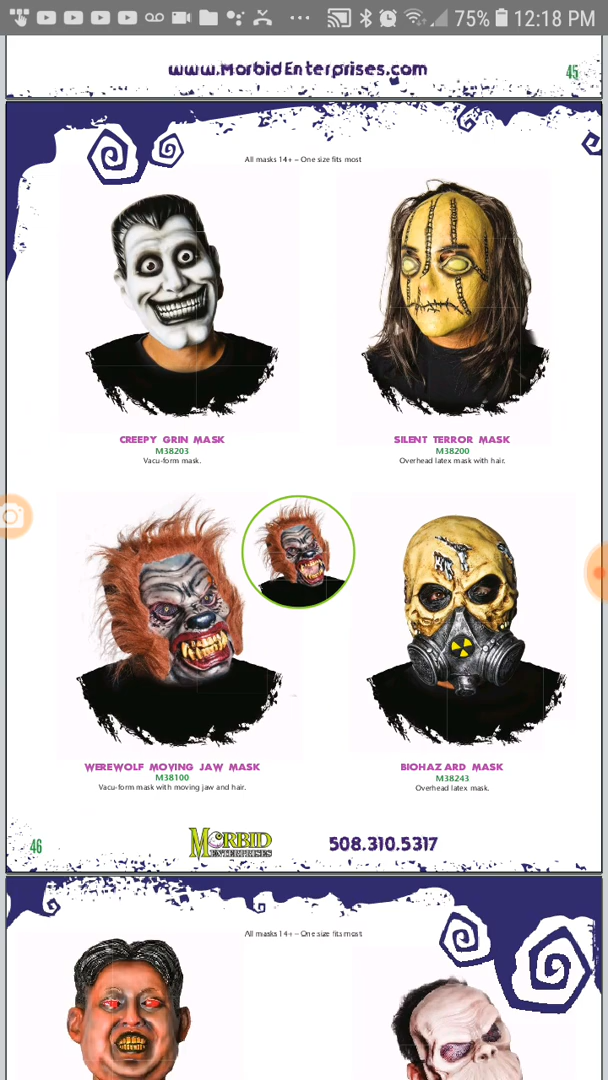 75% 12:18 PM
www.MorbidEnterprises.com
45
All masks 14+ – One size fits most
CREEPY GRIN MASK
M38203
Vacu-form mask.
SILENT TERROR MASK
M38200
Overhead latex mask with hair.
WEREWOLF MOVING JAW MASK
M38100
Vacu-form mask with moving jaw and hair.
BIOHAZARD MASK
M38243
Overhead latex mask.
46
MORBID
ENTERPRISES
508.310.5317
All masks 14+ – One size fits most